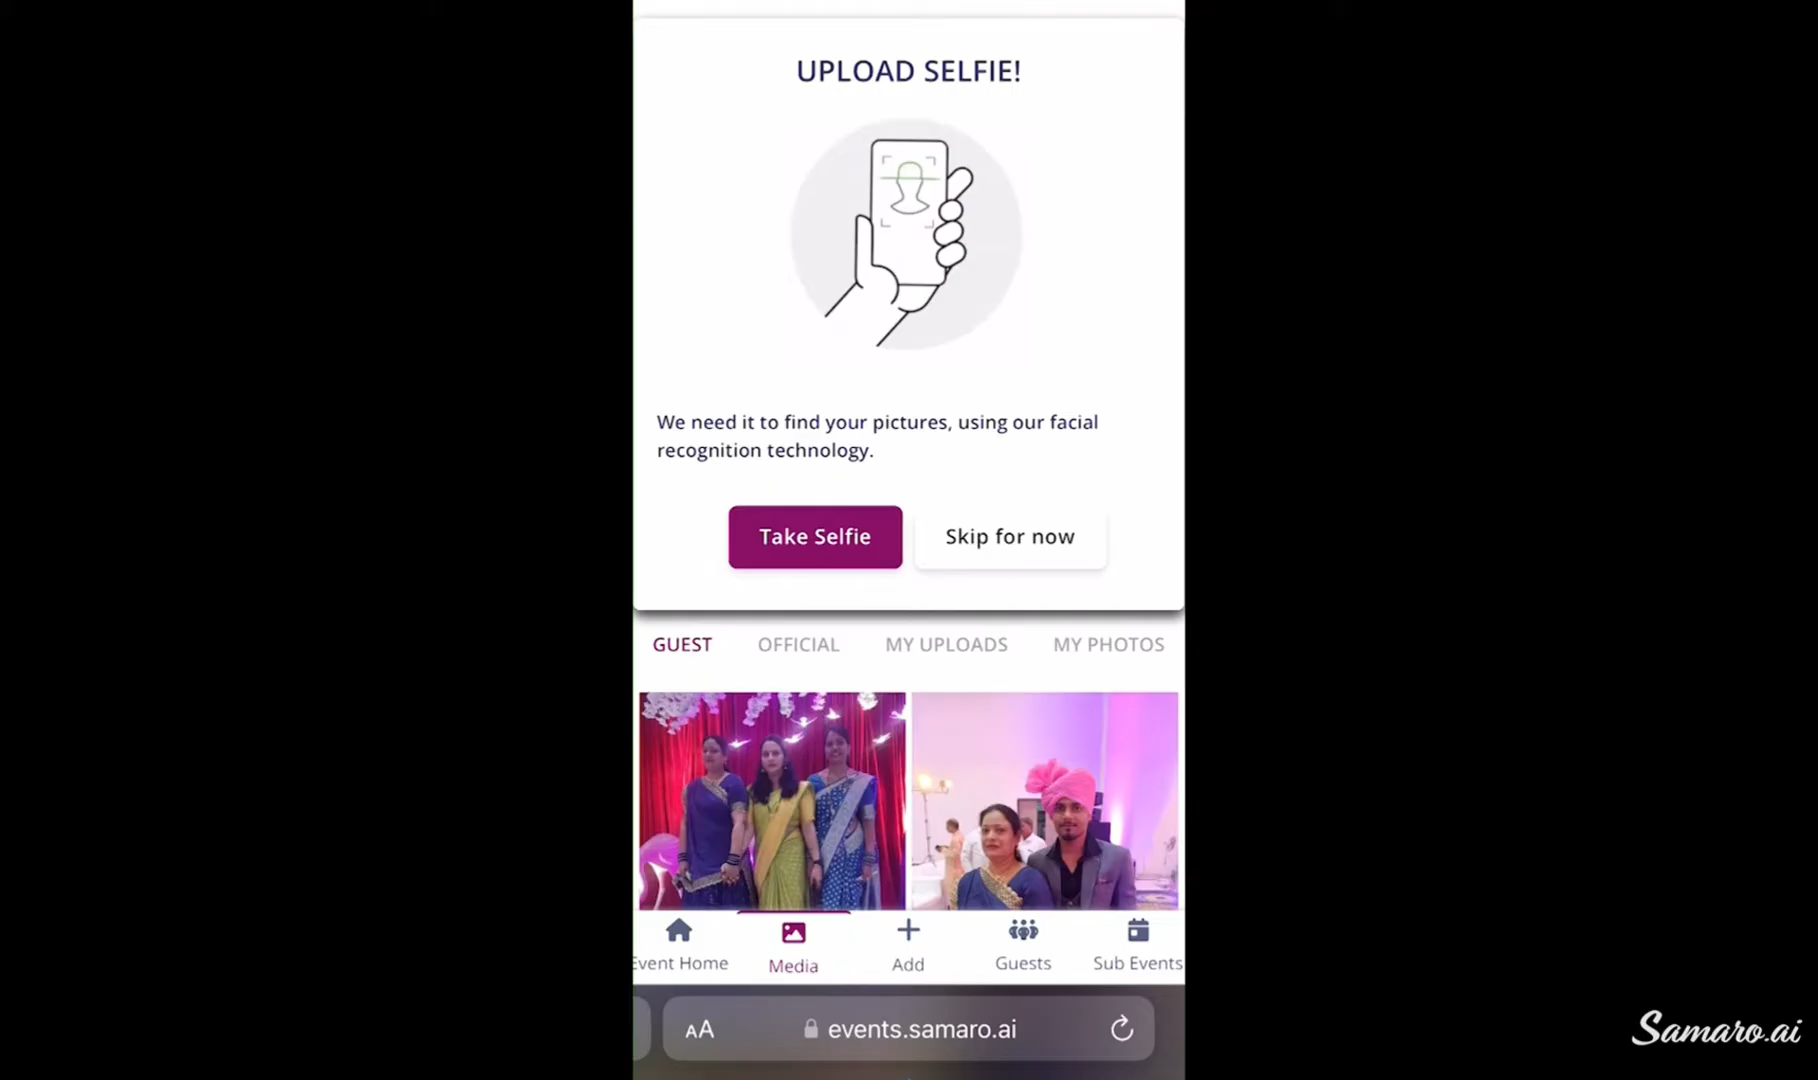 UPLOAD SELFIE!
We need it to find your pictures, using our facial
recognition technology.
Take Selfie
Skip for now
GUEST
OFFICIAL
MY UPLOADS
MY PHOTOS
Event Home
Media
Add
Guests
Sub Events
AA
events.samaro.ai
Samaro.ai